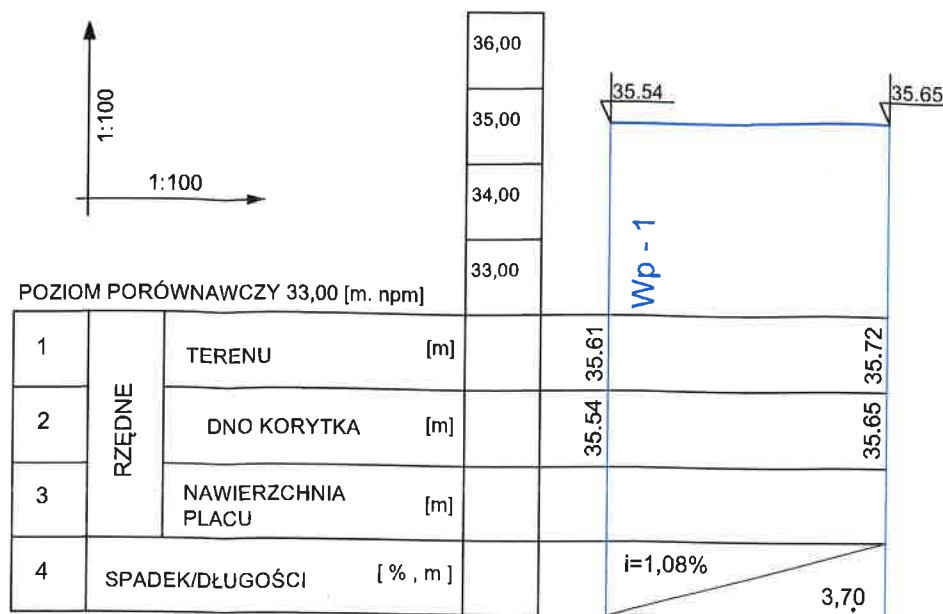 36,00
35.54
35.65
1:100
35,00
1:100
34,00
33,00
Wp - 1
POZIOM PORÓWNAWCZY 33,00 [m. npm]
1
RZĘDNE
TERENU [m]
35.61
35.72
2
DNO KORYTKA [m]
35.54
35.65
3
NAWIERZCHNIA
PLACU [m]
4
SPADEK/DŁUGOŚCI [ % , m ]
i=1,08%
3,70